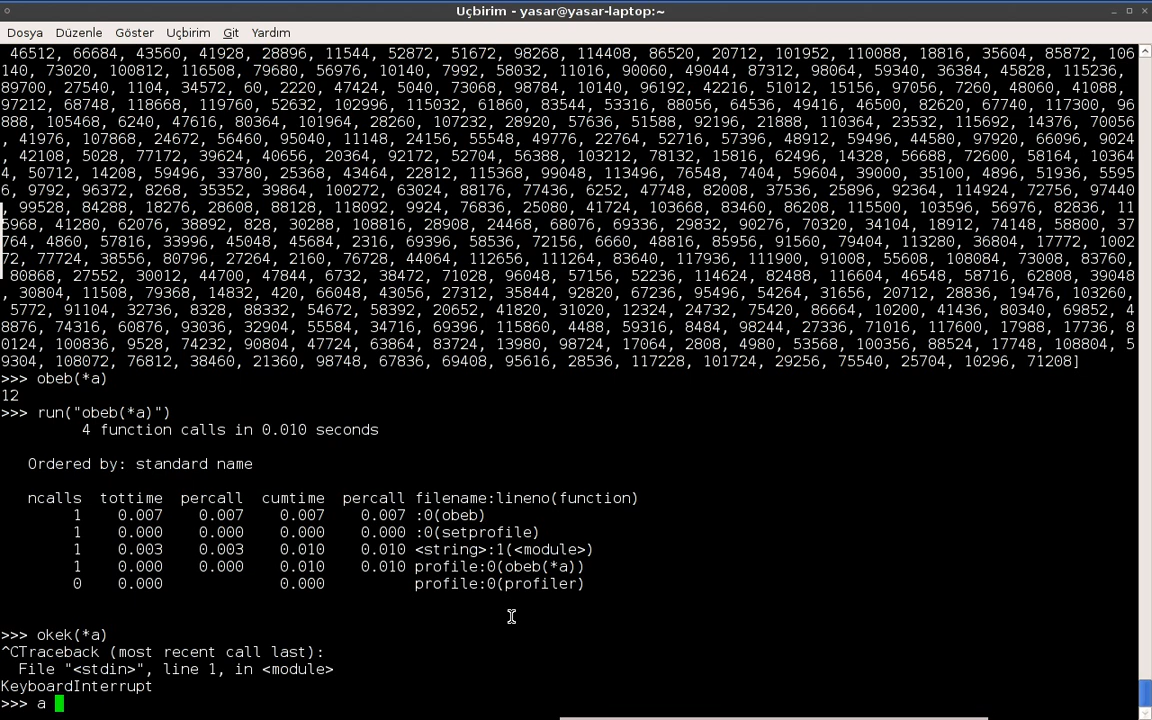 Uçbirim - yasar@yasar-laptop:~
Dosya Düzenle Göster Uçbirim Git Yardım
46512, 66684, 43560, 41928, 28896, 11544, 52872, 51672, 98268, 114408, 86520, 20712, 101952, 110088, 18816, 35604, 85872, 106
140, 73020, 100812, 116508, 79680, 56976, 10140, 7992, 58032, 11016, 90060, 49044, 87312, 98064, 59340, 36384, 45828, 115236,
89700, 27540, 1104, 34572, 60, 2220, 47424, 5040, 73068, 98784, 10140, 96192, 42216, 51012, 15156, 97056, 7260, 48060, 41088,
97212, 68748, 118668, 119760, 52632, 102996, 115032, 61860, 83544, 53316, 88056, 64536, 49416, 46500, 82620, 67740, 117300, 96
888, 105468, 6240, 47616, 80364, 101964, 28260, 107232, 28920, 57636, 51588, 92196, 21888, 110364, 23532, 115692, 14376, 70056
, 41976, 107868, 24672, 56460, 95040, 11148, 24156, 55548, 49776, 22764, 52716, 57396, 48912, 59496, 44580, 97920, 66096, 9024
, 42108, 5028, 77172, 39624, 40656, 20364, 92172, 52704, 56388, 103212, 78132, 15816, 62496, 14328, 56688, 72600, 58164, 10364
4, 50712, 14208, 59496, 33780, 25368, 43464, 22812, 115368, 99048, 113496, 76548, 7404, 59604, 39000, 35100, 4896, 51936, 5595
6, 9792, 96372, 8268, 35352, 39864, 100272, 63024, 88176, 77436, 6252, 47748, 82008, 37536, 25896, 92364, 114924, 72756, 97440
, 99528, 84288, 18276, 28608, 88128, 118092, 9924, 76836, 25080, 41724, 103668, 83460, 86208, 115500, 103596, 56976, 82836, 11
5968, 41280, 62076, 38892, 828, 30288, 108816, 28908, 24468, 68076, 69336, 29832, 90276, 70320, 34104, 18912, 74148, 58800, 37
764, 4860, 57816, 33996, 45048, 45684, 2316, 69396, 58536, 72156, 6660, 48816, 85956, 91560, 79404, 113280, 36804, 17772, 1002
72, 77724, 38556, 80796, 27264, 2160, 76728, 44064, 112656, 111264, 83640, 117936, 111900, 91008, 55608, 108084, 73008, 83760,
80868, 27552, 30012, 44700, 47844, 6732, 38472, 71028, 96048, 57156, 52236, 114624, 82488, 116604, 46548, 58716, 62808, 39048
, 30804, 11508, 79368, 14832, 420, 66048, 43056, 27312, 35844, 92820, 67236, 95496, 54264, 31656, 20712, 28836, 19476, 103260,
5772, 91104, 32736, 8328, 88332, 54672, 58392, 20652, 41820, 31020, 12324, 24732, 75420, 86664, 10200, 41436, 80340, 69852, 4
8876, 74316, 60876, 93036, 32904, 55584, 34716, 69396, 115860, 4488, 59316, 8484, 98244, 27336, 71016, 117600, 17988, 17736, 8
0124, 100836, 9528, 74232, 90804, 47724, 63864, 83724, 13980, 98724, 17064, 2808, 4980, 53568, 100356, 88524, 17748, 108804, 5
9304, 108072, 76812, 38460, 21360, 98748, 67836, 69408, 95616, 28536, 117228, 101724, 29256, 75540, 25704, 10296, 71208]
>>> obeb(*a)
12
>>> run("obeb(*a)")
4 function calls in 0.010 seconds
Ordered by: standard name
ncalls tottime percall cumtime percall filename:lineno(function)
1 0.007 0.007 0.007 0.007 :0(obeb)
1 0.000 0.000 0.000 0.000 :0(setprofile)
1 0.003 0.003 0.010 0.010 <string>:1(<module>)
1 0.000 0.000 0.010 0.010 profile:0(obeb(*a))
0 0.000 0.000 profile:0(profiler)
>>> okek(*a)
^CTraceback (most recent call last):
File "<stdin>", line 1, in <module>
KeyboardInterrupt
>>> a